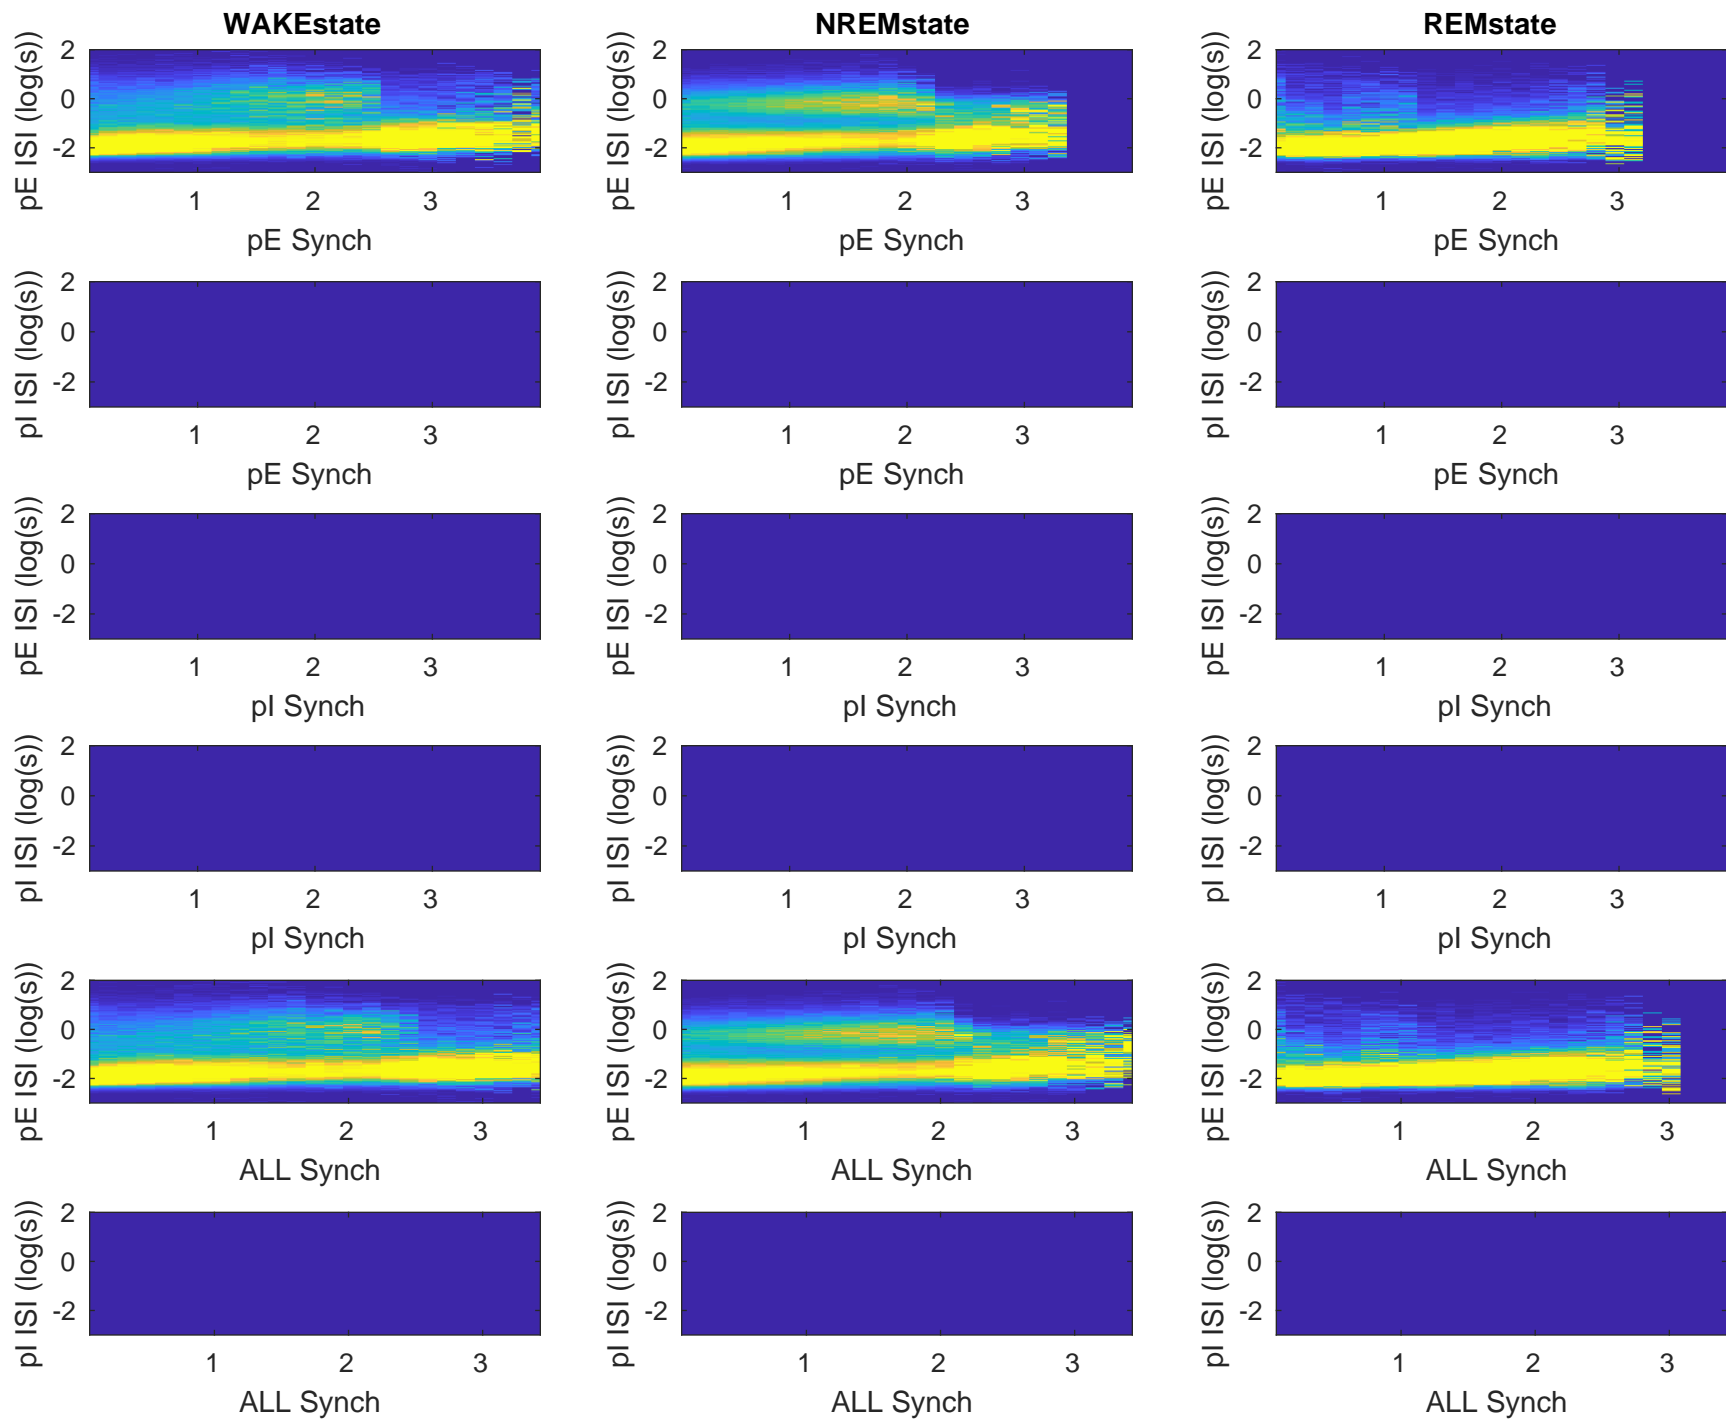 WAKEstate NREMstate REMstate
pE ISI (log(s)) 2 0 -2 pE ISI (log(s)) 2 0 -2 pE ISI (log(s)) 2 0 -2
1 2 3 1 2 3 1 2 3
pE Synch pE Synch pE Synch
pI ISI (log(s)) 2 0 -2 pI ISI (log(s)) 2 0 -2 pI ISI (log(s)) 2 0 -2
1 2 3 1 2 3 1 2 3
pE Synch pE Synch pE Synch
pE ISI (log(s)) 2 0 -2 pE ISI (log(s)) 2 0 -2 pE ISI (log(s)) 2 0 -2
1 2 3 1 2 3 1 2 3
pI Synch pI Synch pI Synch
pI ISI (log(s)) 2 0 -2 pI ISI (log(s)) 2 0 -2 pI ISI (log(s)) 2 0 -2
1 2 3 1 2 3 1 2 3
pI Synch pI Synch pI Synch
pE ISI (log(s)) 2 0 -2 pE ISI (log(s)) 2 0 -2 pE ISI (log(s)) 2 0 -2
1 2 3 1 2 3 1 2 3
ALL Synch ALL Synch ALL Synch
pI ISI (log(s)) 2 0 -2 pI ISI (log(s)) 2 0 -2 pI ISI (log(s)) 2 0 -2
1 2 3 1 2 3 1 2 3
ALL Synch ALL Synch ALL Synch